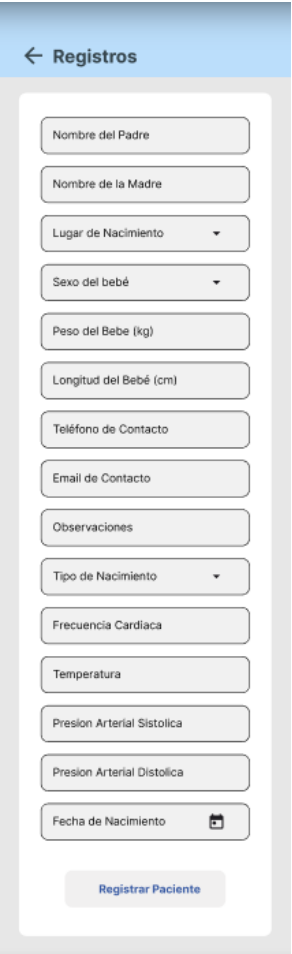 Registros
Nombre del Padre
Nombre de la Madre
Lugar de Nacimiento
Sexo del bebé
Peso del Bebe (kg)
Longitud del Bebé (cm)
Teléfono de Contacto
Email de Contacto
Observaciones
Tipo de Nacimiento
Frecuencia Cardiaca
Temperatura
Presion Arterial Sistolica
Presion Arterial Distolica
Fecha de Nacimiento
Registrar Paciente